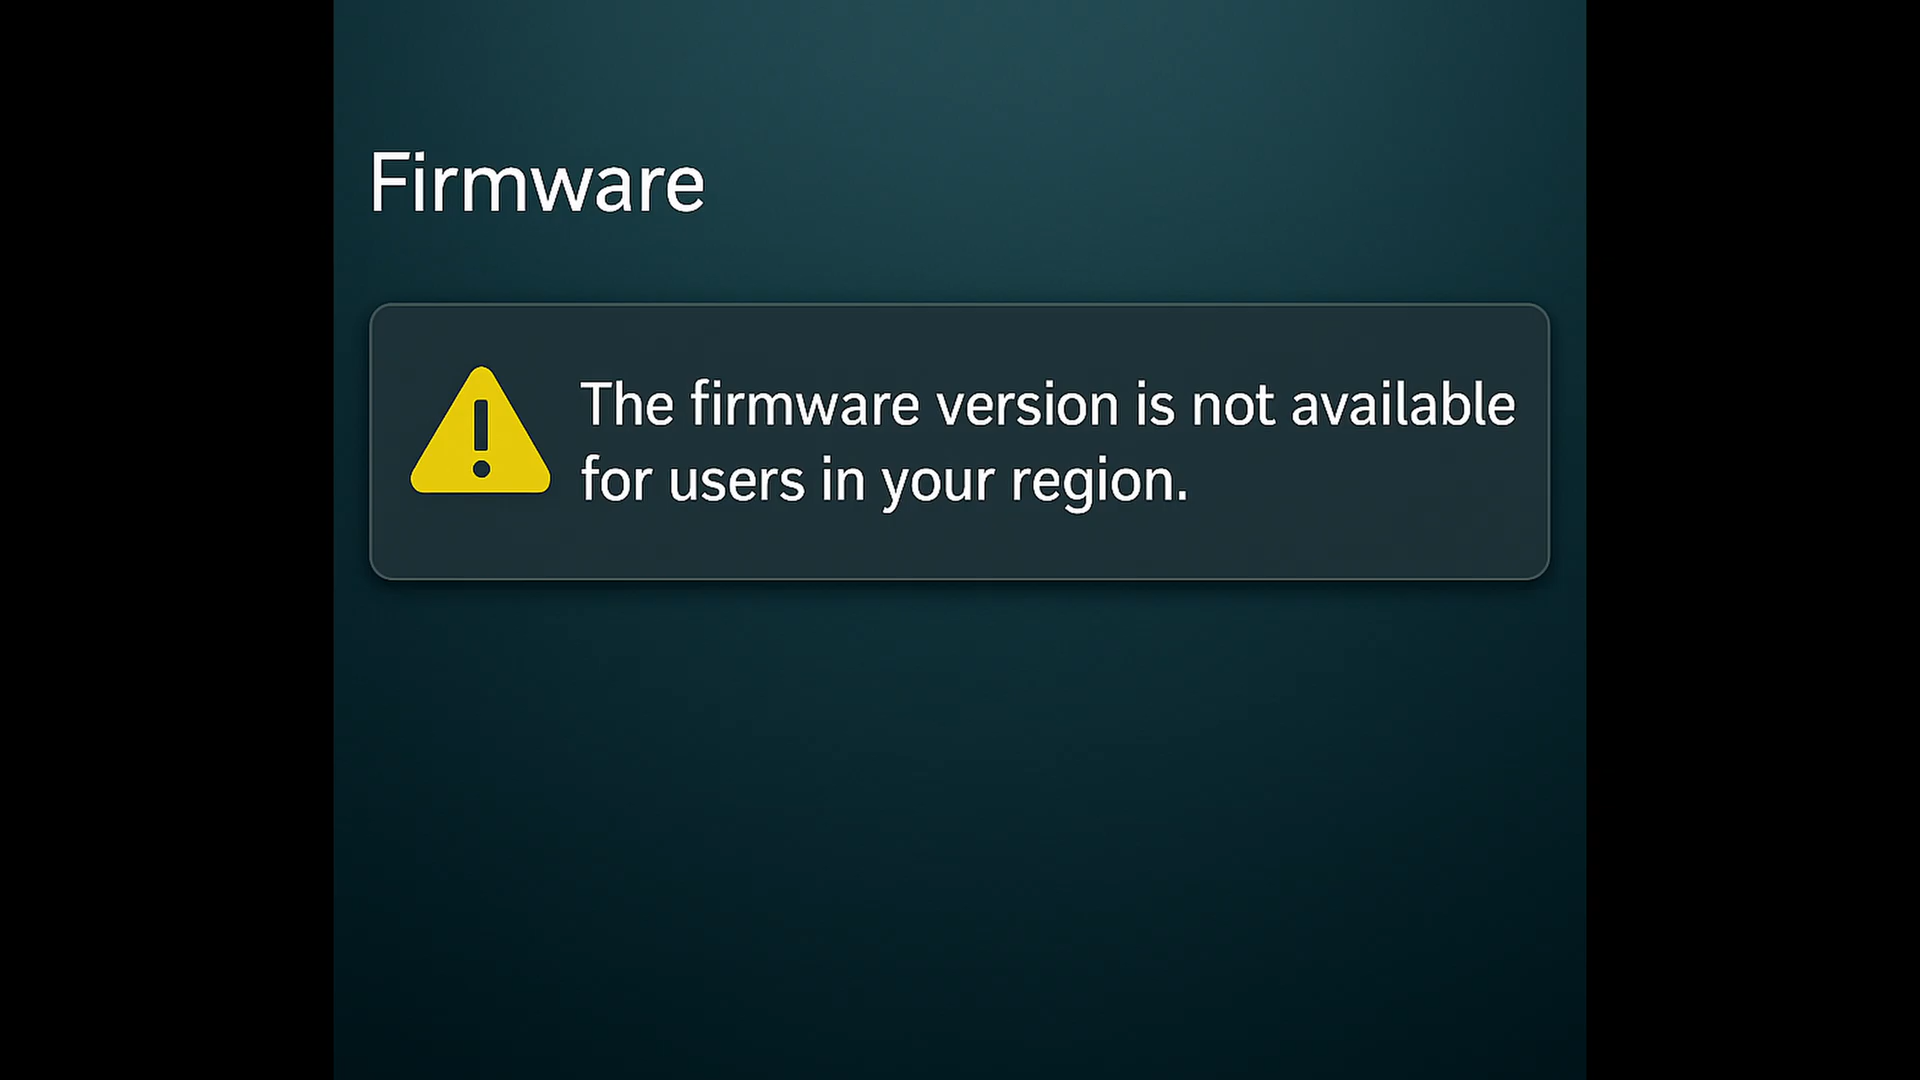 Firmware
The firmware version is not available
for users in your region.